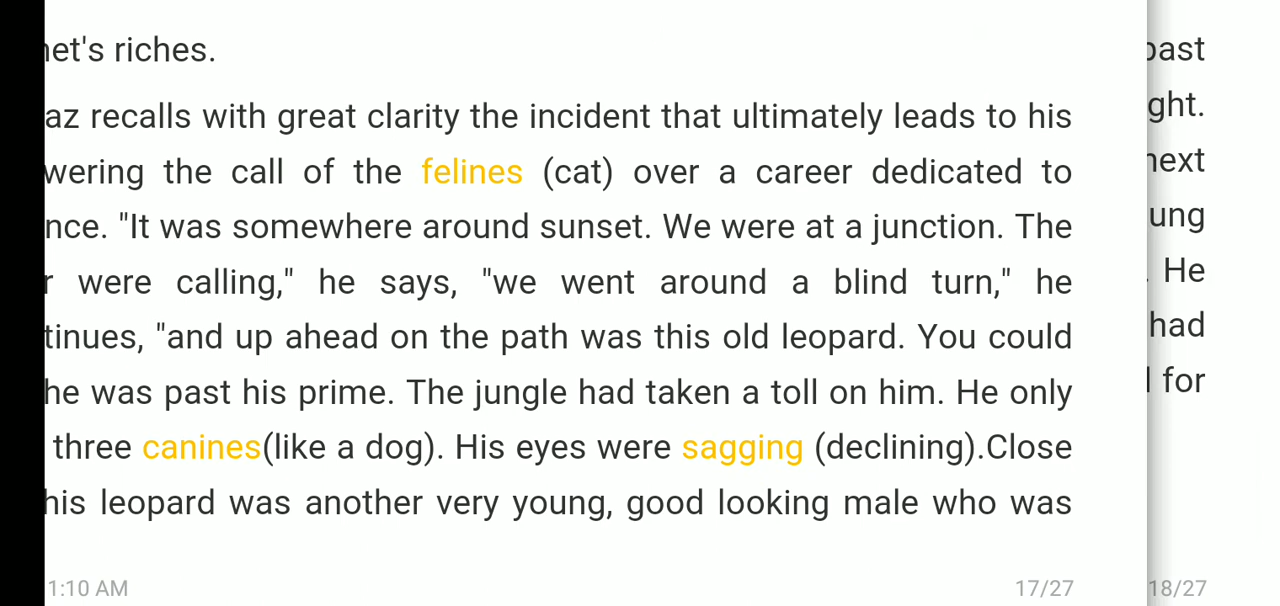 net's riches.
az recalls with great clarity the incident that ultimately leads to his
wering the call of the felines (cat) over a career dedicated to
nce. "It was somewhere around sunset. We were at a junction. The
r were calling," he says, "we went around a blind turn," he
tinues, "and up ahead on the path was this old leopard. You could
he was past his prime. The jungle had taken a toll on him. He only
three canines(like a dog). His eyes were sagging (declining).Close
his leopard was another very young, good looking male who was
1:10 AM
17/27
past
ght.
next
ung
. He
had
for
18/27